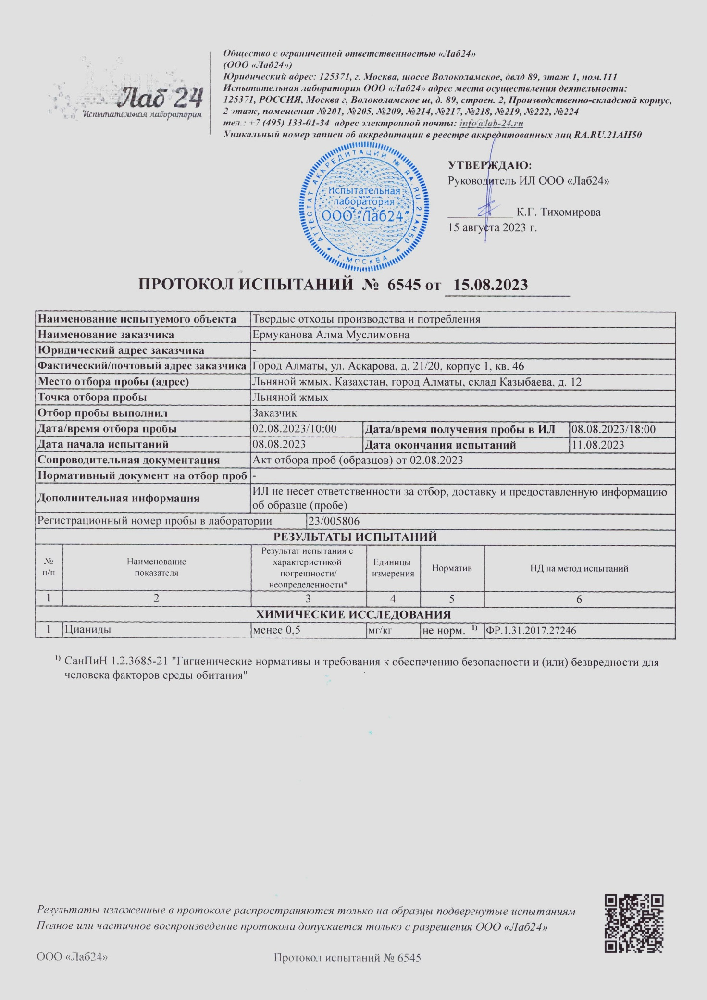 Лаб 24
Испытательная лаборатория
Общество с ограниченной ответственностью «Лаб24»
(ООО «Лаб24»)
Юридический адрес: 125371, г. Москва, шоссе Волоколамское, двлд 89, этаж 1, пом.111
Испытательная лаборатория ООО «Лаб24» адрес места осуществления деятельности:
125371, РОССИЯ, Москва г, Волоколамское ш, д. 89, строен. 2, Производственно-складской корпус,
2 этаж, помещения №201, №205, №209, №214, №217, №218, №219, №222, №224
тел.: +7 (495) 133-01-34 адрес электронной почты: info@lab-24.ru
Уникальный номер записи об аккредитации в реестре аккредитованных лиц RA.RU.21АН50
АТТЕСТАТ АККРЕДИТАЦИИ № RA.RU.21АН50
Испытательная
лаборатория
ООО "Лаб24"
Г.МОСКВА
УТВЕРЖДАЮ:
Руководитель ИЛ ООО «Лаб24»
К.Г. Тихомирова
15 августа 2023 г.
ПРОТОКОЛ ИСПЫТАНИЙ № 6545 от 15.08.2023
Наименование испытуемого объекта Твердые отходы производства и потребления
Наименование заказчика Ермуканова Алма Муслимовна
Юридический адрес заказчика -
Фактический/почтовый адрес заказчика Город Алматы, ул. Аскарова, д. 21/20, корпус 1, кв. 46
Место отбора пробы (адрес) Льняной жмых. Казахстан, город Алматы, склад Казыбаева, д. 12
Точка отбора пробы Льняной жмых
Отбор пробы выполнил Заказчик
Дата/время отбора пробы 02.08.2023/10:00 Дата/время получения пробы в ИЛ 08.08.2023/18:00
Дата начала испытаний 08.08.2023 Дата окончания испытаний 11.08.2023
Сопроводительная документация Акт отбора проб (образцов) от 02.08.2023
Нормативный документ на отбор проб -
Дополнительная информация ИЛ не несет ответственности за отбор, доставку и предоставленную информацию
об образце (пробе)
Регистрационный номер пробы в лаборатории 23/005806
РЕЗУЛЬТАТЫ ИСПЫТАНИЙ
№
п/п
Наименование
показателя
Результат испытания с
характеристикой
погрешности/
неопределенности*
Единицы
измерения
Норматив
НД на метод испытаний
1 2 3 4 5 6
ХИМИЧЕСКИЕ ИССЛЕДОВАНИЯ
1 Цианиды менее 0,5 мг/кг не норм. 1) ФР.1.31.2017.27246
1) СанПиН 1.2.3685-21 "Гигиенические нормативы и требования к обеспечению безопасности и (или) безвредности для
человека факторов среды обитания"
Результаты изложенные в протоколе распространяются только на образцы подвергнутые испытаниям
Полное или частичное воспроизведение протокола допускается только с разрешения ООО «Лаб24»
ООО «Лаб24» Протокол испытаний № 6545